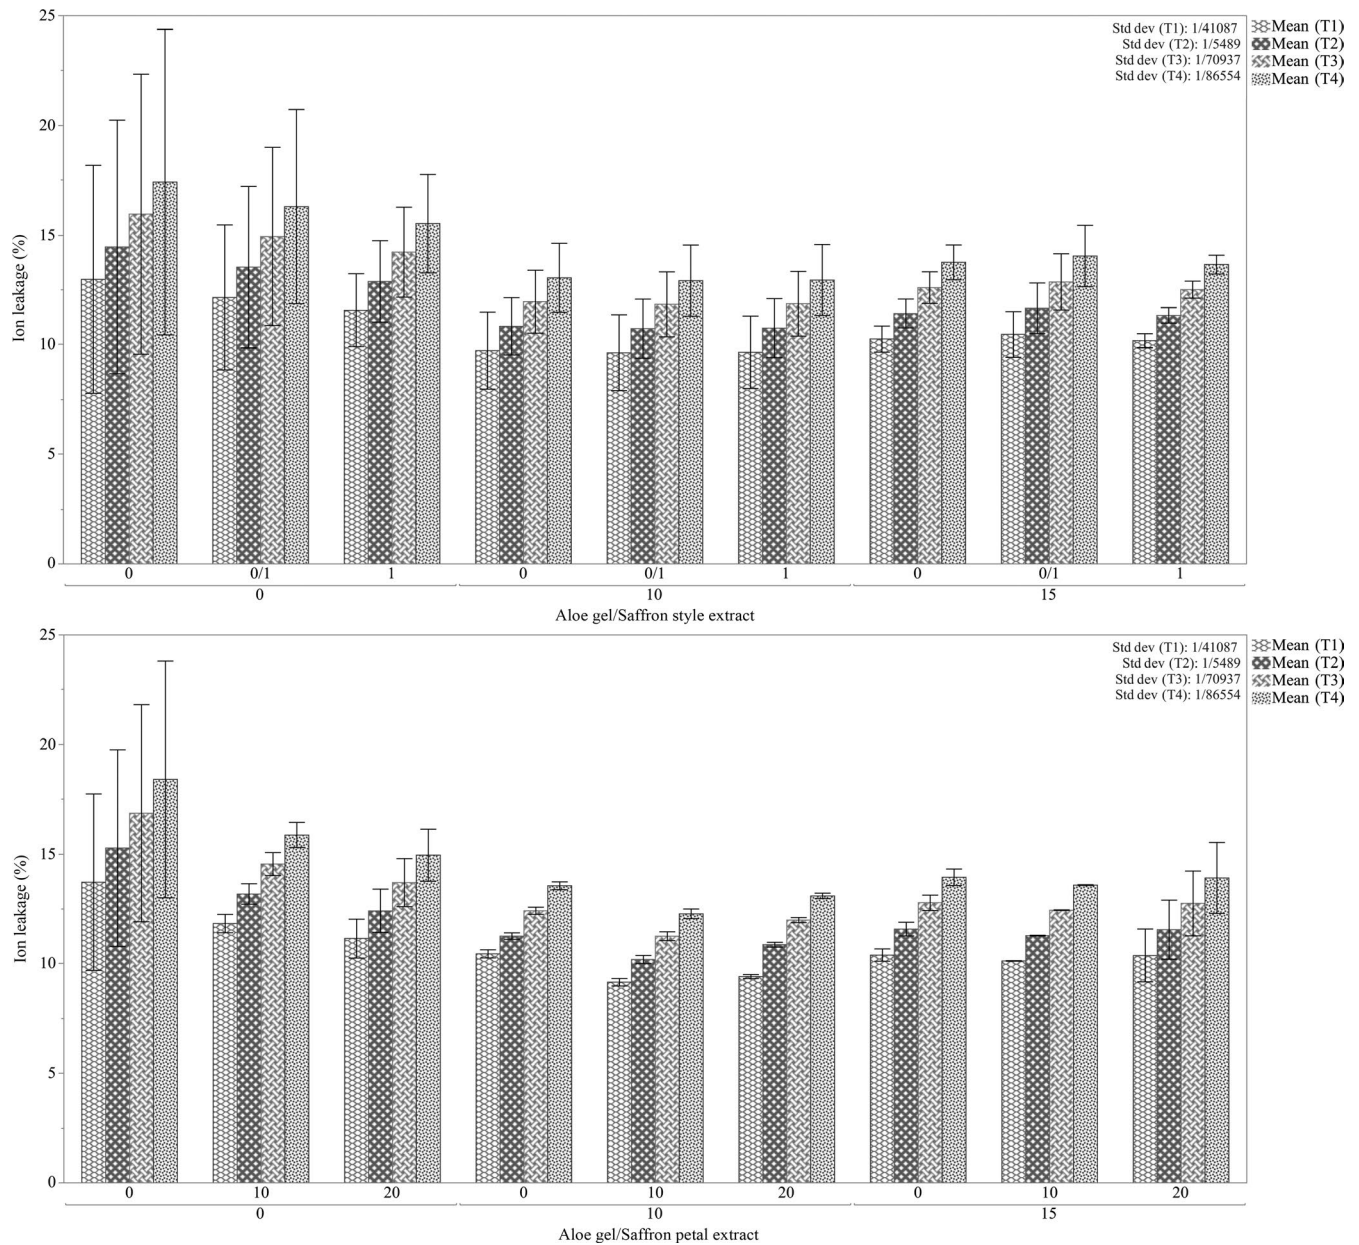 25
20
15
10
5
0
Ion leakage (%)
Std dev (T1): 1/41087
Std dev (T2): 1/5489
Std dev (T3): 1/70937
Std dev (T4): 1/86554
Mean (T1)
Mean (T2)
Mean (T3)
Mean (T4)
0 0/1 1 0 0/1 1 0 0/1 1
0 10 15
Aloe gel/Saffron style extract
25
20
15
10
5
0
Ion leakage (%)
Std dev (T1): 1/41087
Std dev (T2): 1/5489
Std dev (T3): 1/70937
Std dev (T4): 1/86554
Mean (T1)
Mean (T2)
Mean (T3)
Mean (T4)
0 10 20 0 10 20 0 10 20
0 10 15
Aloe gel/Saffron petal extract